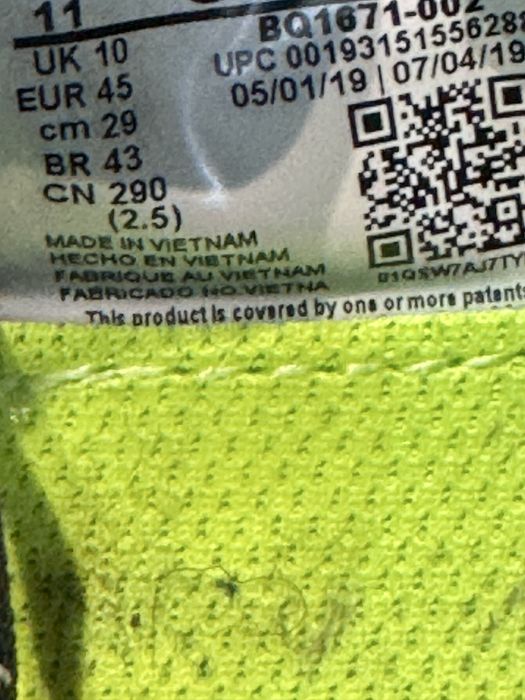 11
BQ1671-002
UK 10
UPC 00193151556286
EUR 45
05/01/19 | 07/04/19
cm 29
BR 43
CN 290
(2.5)
MADE IN VIETNAM
HECHO EN VIETNAM
FABRIQUE AU VIETNAM
FABRICADO NO VIETNA
This product is covered by one or more patents